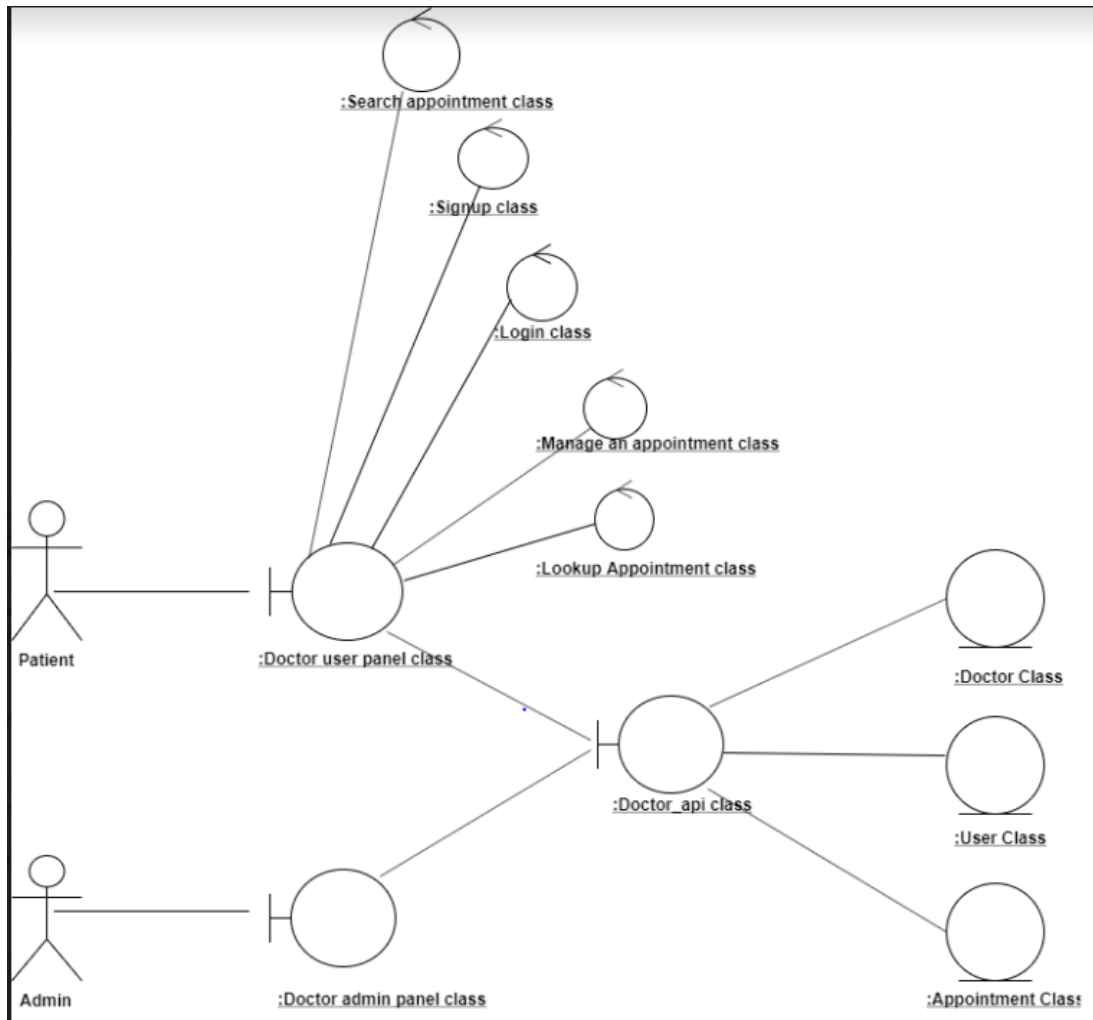 :Search appointment class
:Signup class
:Login class
:Manage an appointment class
:Lookup Appointment class
Patient
:Doctor user panel class
:Doctor Class
:Doctor_api class
:User Class
Admin
:Doctor admin panel class
:Appointment Class